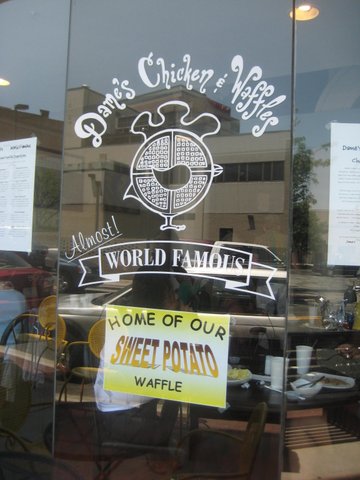 Dame's Chicken & Waffles
Almost!
WORLD FAMOUS
HOME OF OUR
SWEET POTATO
WAFFLE